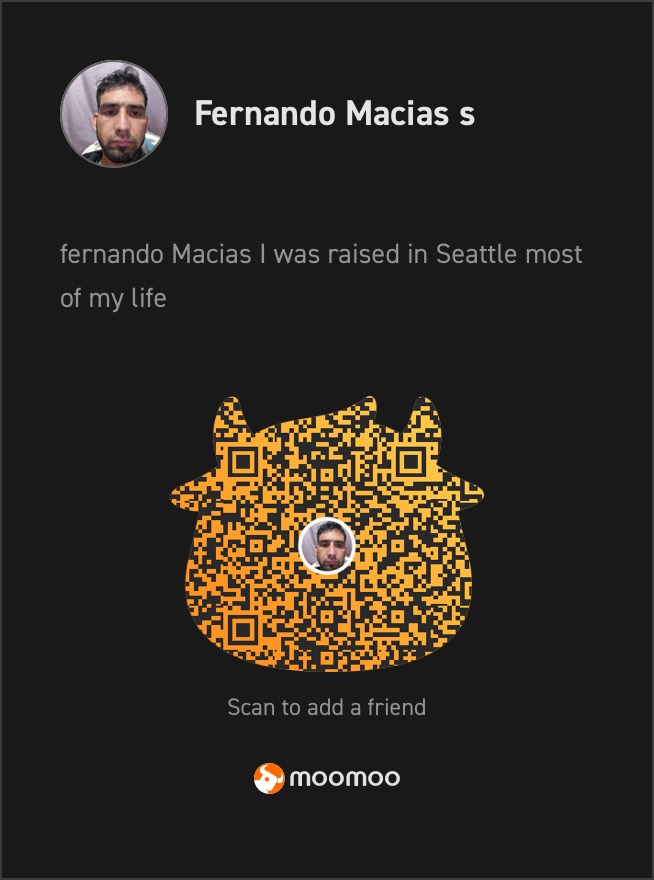 Fernando Macias s
fernando Macias I was raised in Seattle most
of my life
Scan to add a friend
moomoo